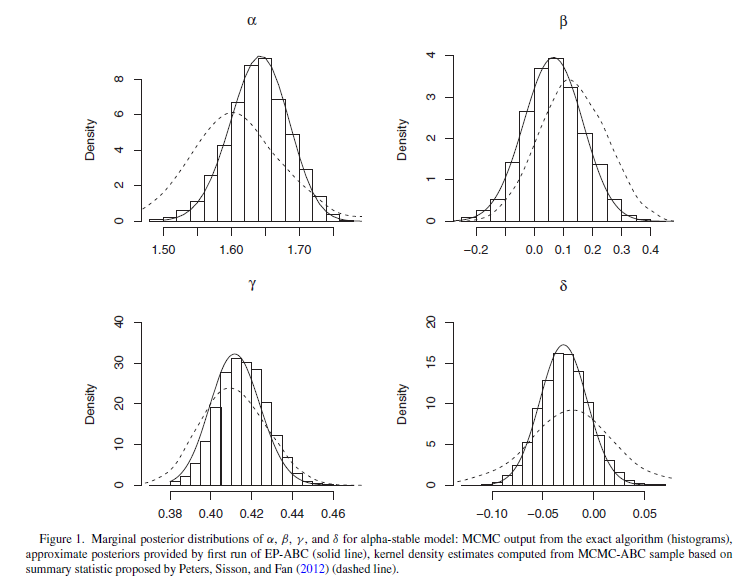 α
β
Density
0 2 4 6 8
1.50 1.60 1.70
Density
0 1 2 3 4
−0.2 0.0 0.1 0.2 0.3 0.4
γ
δ
Density
0 10 20 30 40
0.38 0.40 0.42 0.44 0.46
Density
0 5 10 15 20
−0.10 −0.05 0.00 0.05
Figure 1. Marginal posterior distributions of α, β, γ, and δ for alpha-stable model: MCMC output from the exact algorithm (histograms),
approximate posteriors provided by first run of EP-ABC (solid line), kernel density estimates computed from MCMC-ABC sample based on
summary statistic proposed by Peters, Sisson, and Fan (2012) (dashed line).